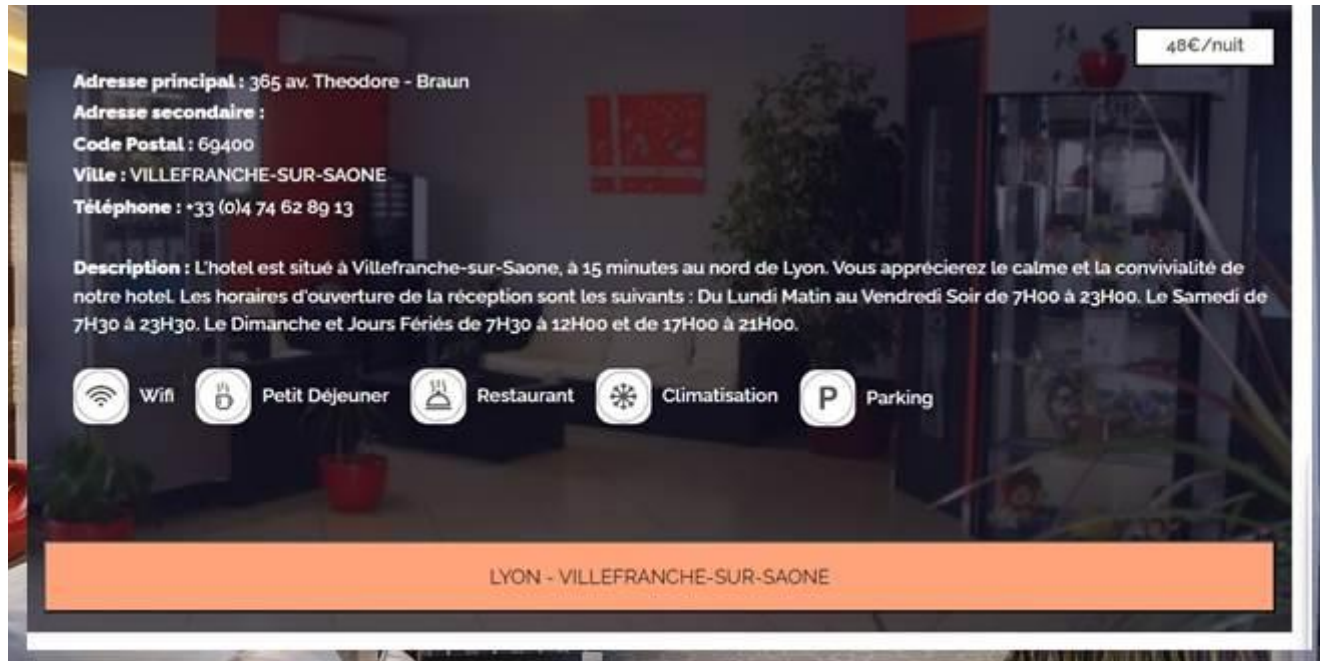 48€/nuit
Adresse principal : 365 av. Theodore - Braun
Adresse secondaire :
Code Postal : 69400
Ville : VILLEFRANCHE-SUR-SAONE
Téléphone : +33 (0)4 74 62 89 13
Description : L'hotel est situé à Villefranche-sur-Saone, à 15 minutes au nord de Lyon. Vous apprécierez le calme et la convivialité de
notre hotel. Les horaires d'ouverture de la réception sont les suivants : Du Lundi Matin au Vendredi Soir de 7H00 à 23H00. Le Samedi de
7H30 à 23H30. Le Dimanche et Jours Fériés de 7H30 à 12H00 et de 17H00 à 21H00.
Wifi Petit Déjeuner Restaurant Climatisation P Parking
LYON - VILLEFRANCHE-SUR-SAONE